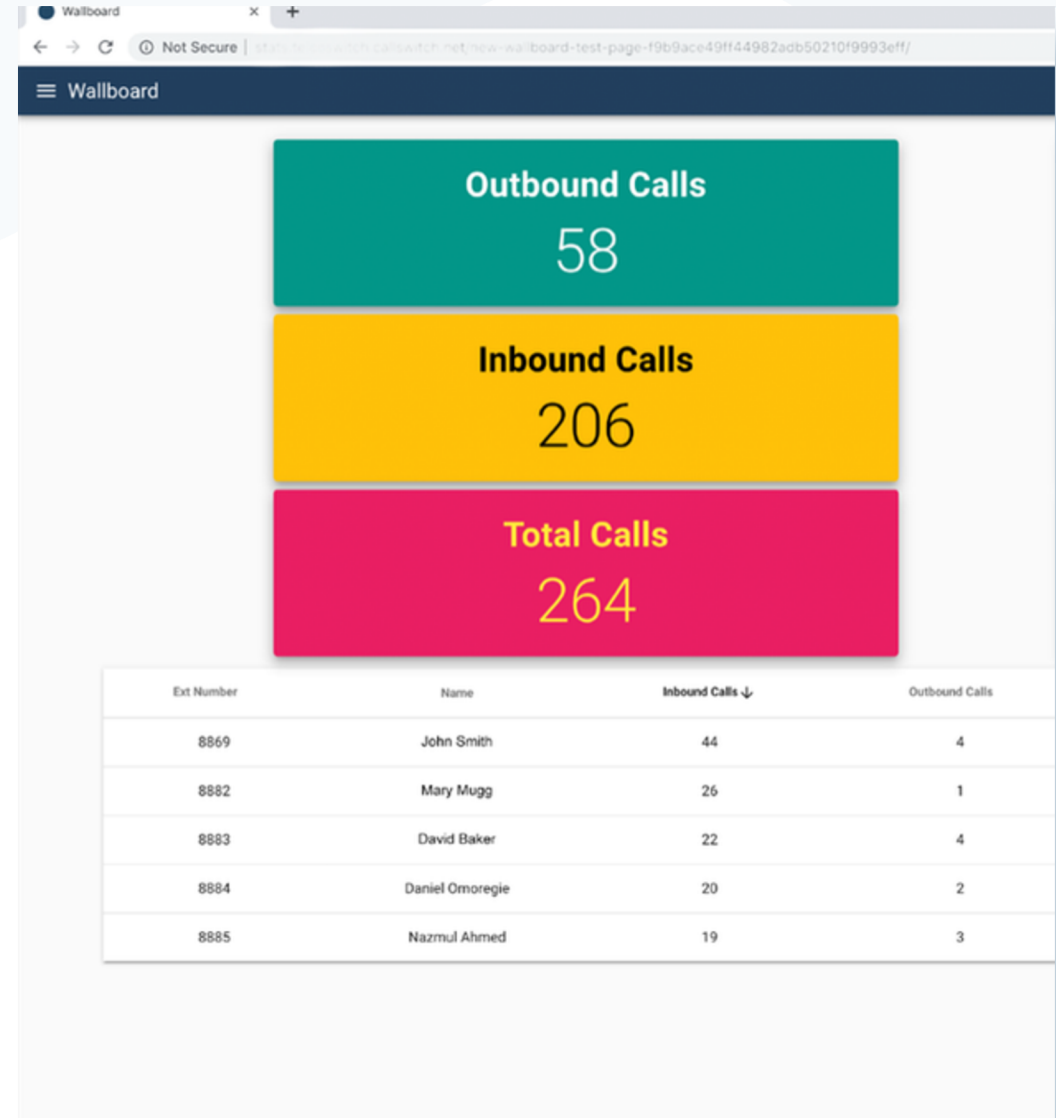 Wallboard
Not Secure
Wallboard
Outbound Calls
58
Inbound Calls
206
Total Calls
264
Ext Number Name Inbound Calls Outbound Calls
8869 John Smith 44 4
8882 Mary Mugg 26 1
8883 David Baker 22 4
8884 Daniel Omoregie 20 2
8885 Nazmul Ahmed 19 3